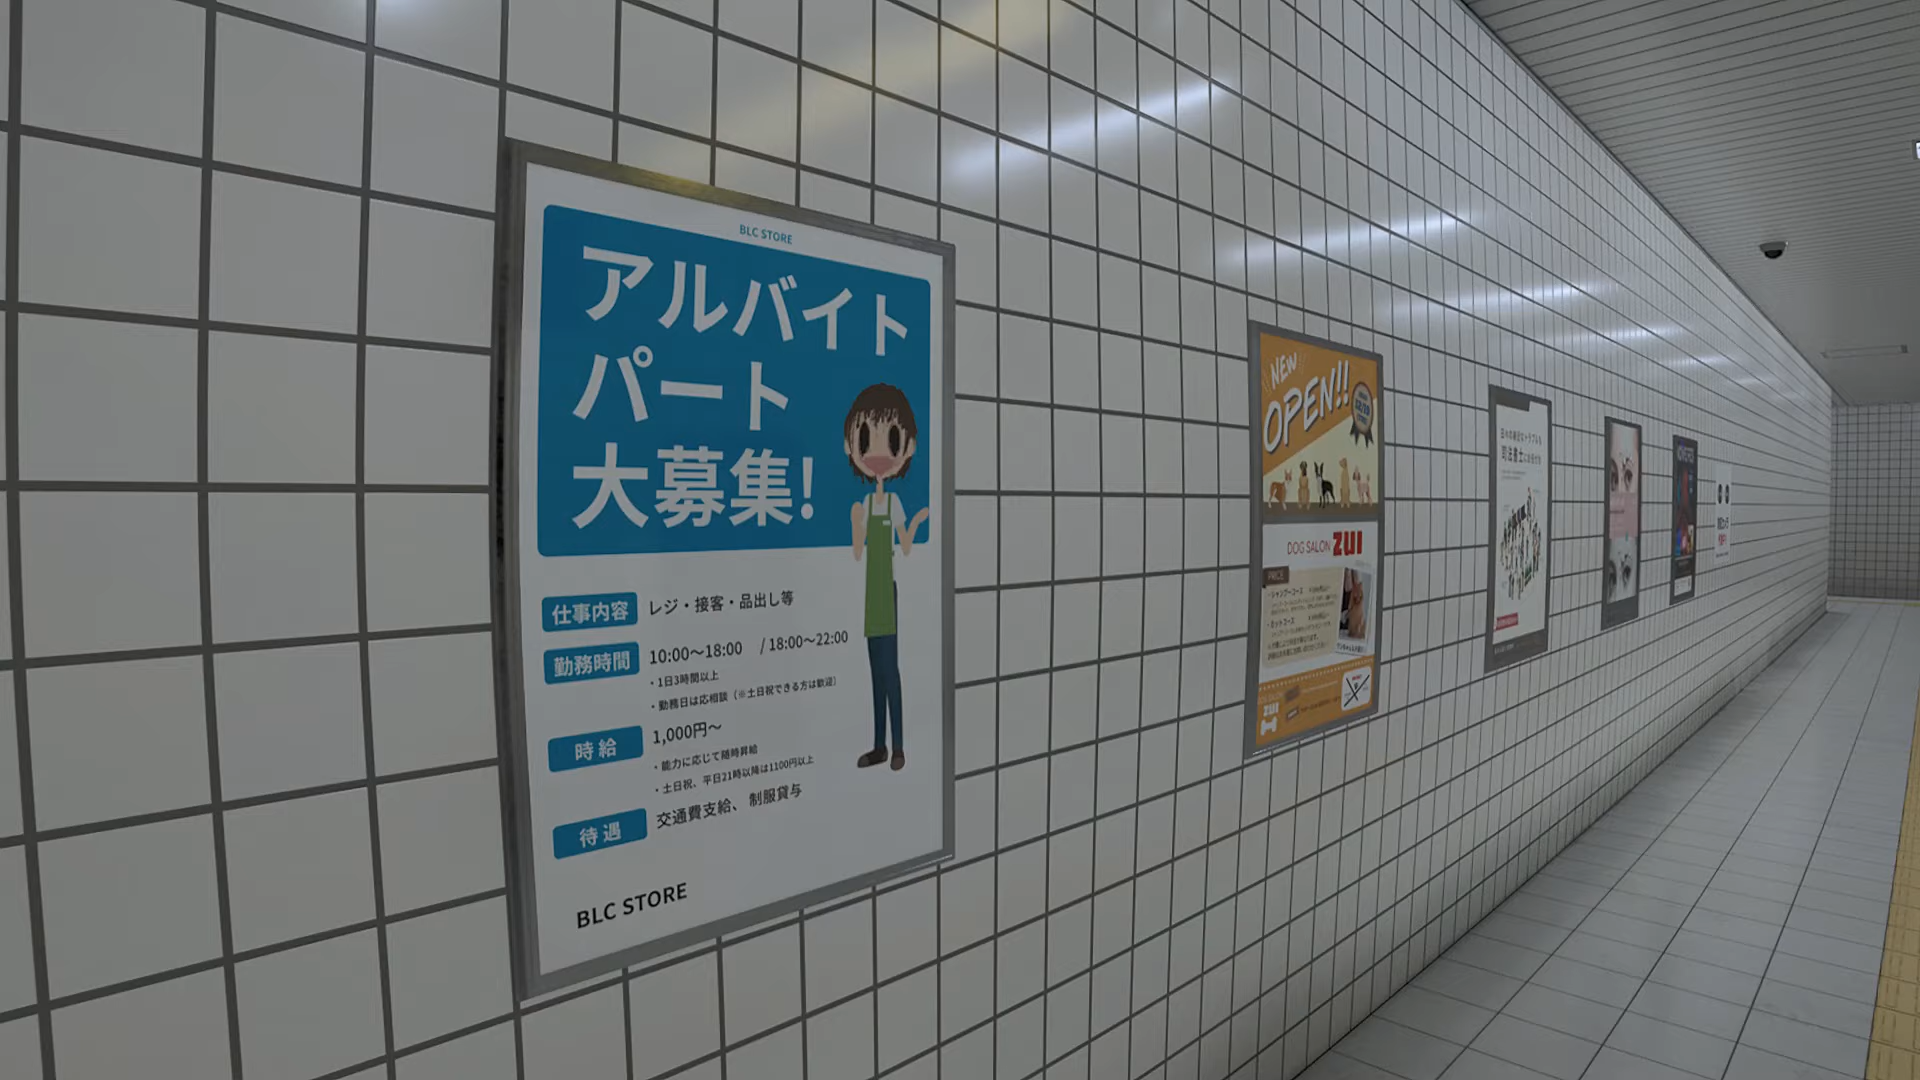 BLC STORE
アルバイト
パート
大募集!
仕事内容 レジ・接客・品出し等
勤務時間 10:00〜18:00 / 18:00〜22:00
・1日3時間以上
・勤務日は応相談(※土日祝できる方は歓迎)
時給 1,000円〜
・能力に応じて随時昇給
・土日祝、平日21時以降は1100円以上
待遇 交通費支給、制服貸与
BLC STORE
NEW
OPEN!!
DOG SALON ZUI
PRICE
ZUI
司法書士